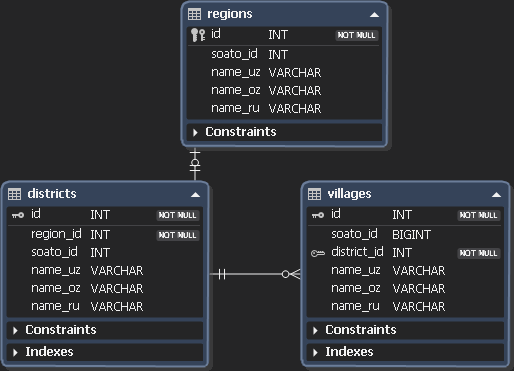 regions
id INT NOT NULL
soato_id INT
name_uz VARCHAR
name_oz VARCHAR
name_ru VARCHAR
Constraints
districts
id INT NOT NULL
region_id INT NOT NULL
soato_id INT
name_uz VARCHAR
name_oz VARCHAR
name_ru VARCHAR
Constraints
Indexes
villages
id INT NOT NULL
soato_id BIGINT
district_id INT NOT NULL
name_uz VARCHAR
name_oz VARCHAR
name_ru VARCHAR
Constraints
Indexes